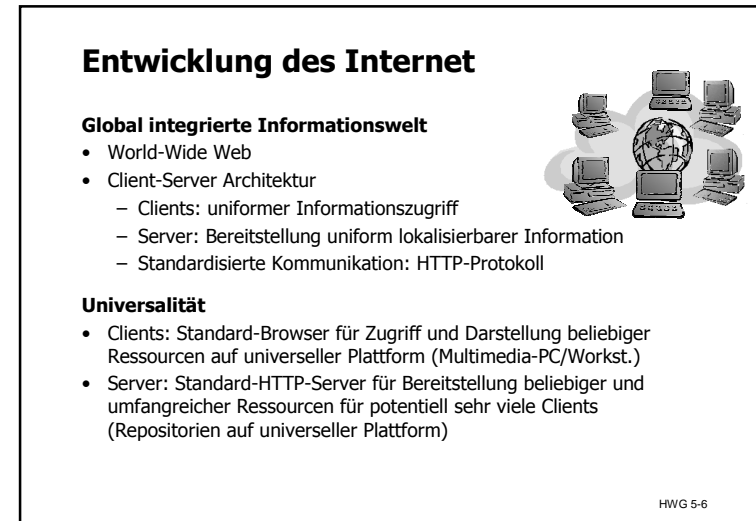 Entwicklung des Internet
Global integrierte Informationswelt
• World-Wide Web
• Client-Server Architektur
– Clients: uniformer Informationszugriff
– Server: Bereitstellung uniform lokalisierbarer Information
– Standardisierte Kommunikation: HTTP-Protokoll
Universalität
• Clients: Standard-Browser für Zugriff und Darstellung beliebiger
Ressourcen auf universeller Plattform (Multimedia-PC/Workst.)
• Server: Standard-HTTP-Server für Bereitstellung beliebiger und
umfangreicher Ressourcen für potentiell sehr viele Clients
(Repositorien auf universeller Plattform)
HWG 5-6